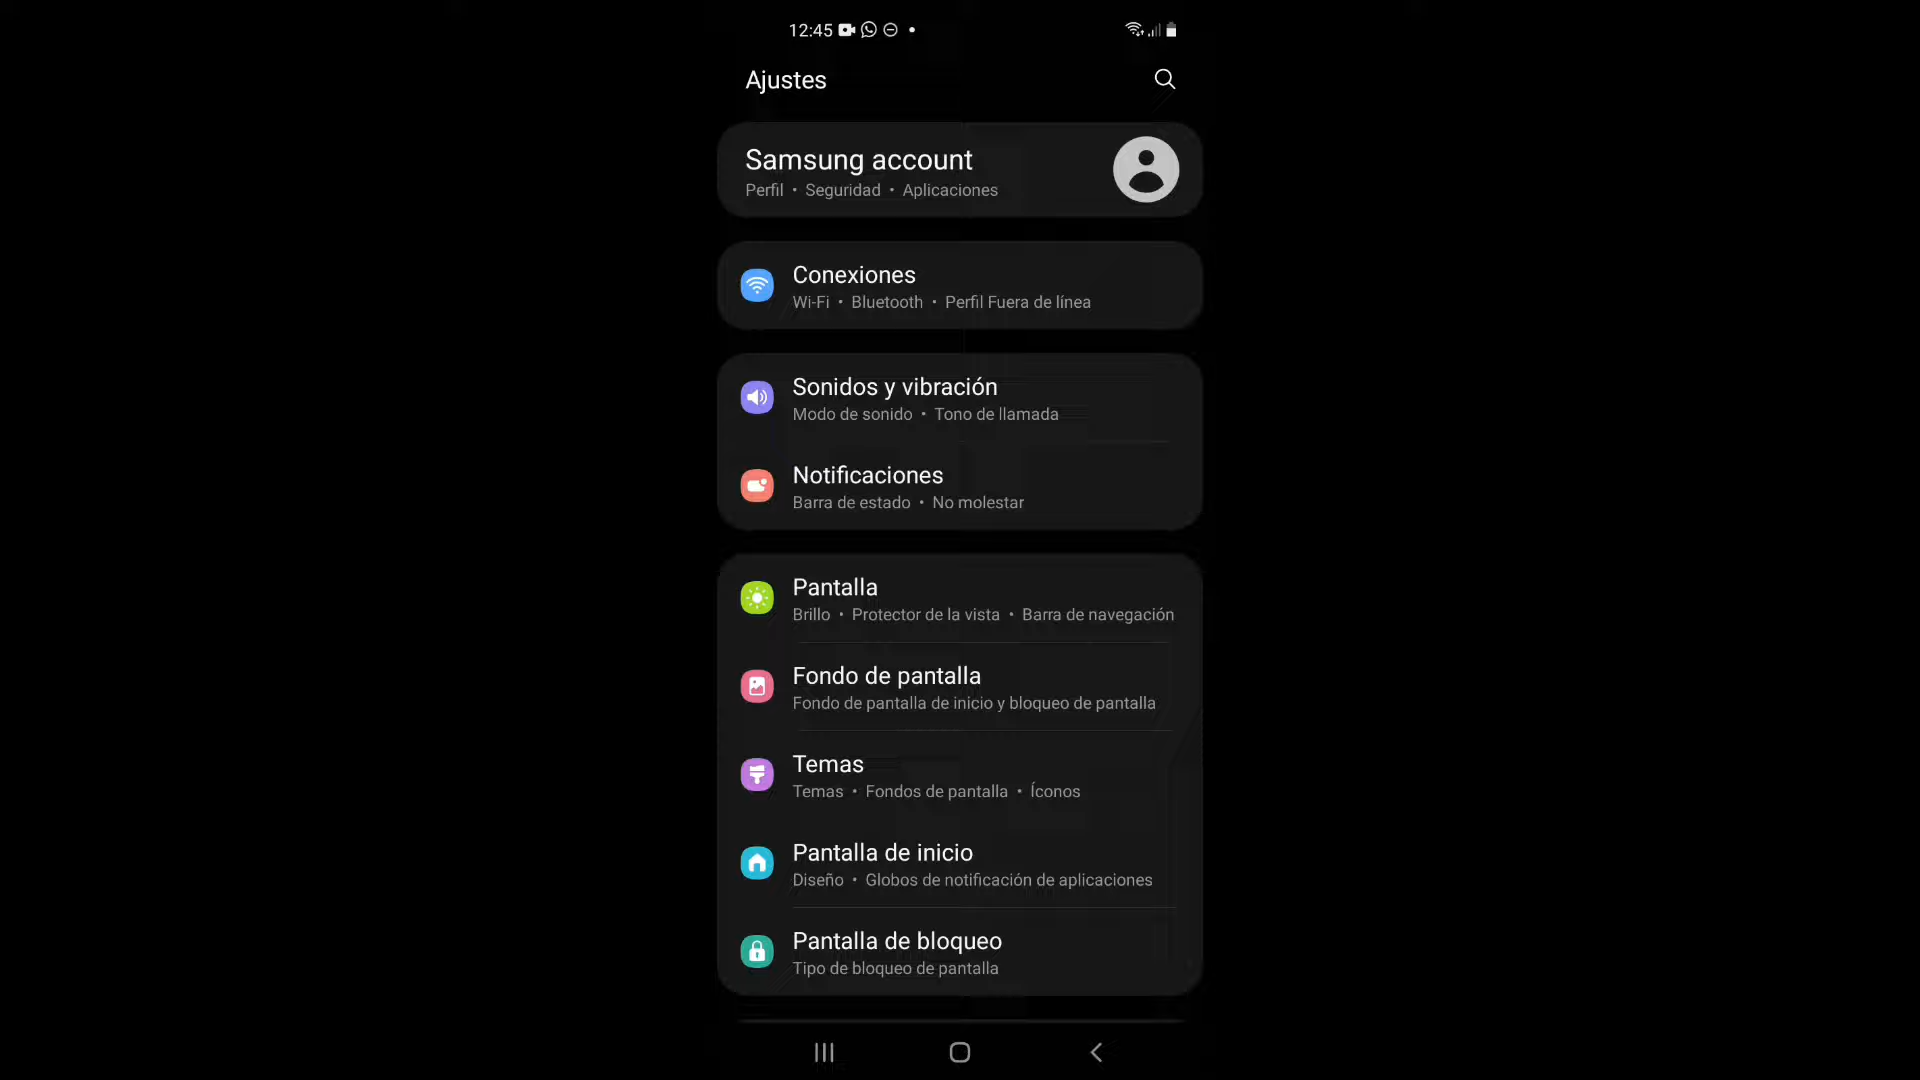 12:45
Ajustes
Samsung account
Perfil • Seguridad • Aplicaciones
Conexiones
Wi-Fi • Bluetooth • Perfil Fuera de línea
Sonidos y vibración
Modo de sonido • Tono de llamada
Notificaciones
Barra de estado • No molestar
Pantalla
Brillo • Protector de la vista • Barra de navegación
Fondo de pantalla
Fondo de pantalla de inicio y bloqueo de pantalla
Temas
Temas • Fondos de pantalla • Íconos
Pantalla de inicio
Diseño • Globos de notificación de aplicaciones
Pantalla de bloqueo
Tipo de bloqueo de pantalla